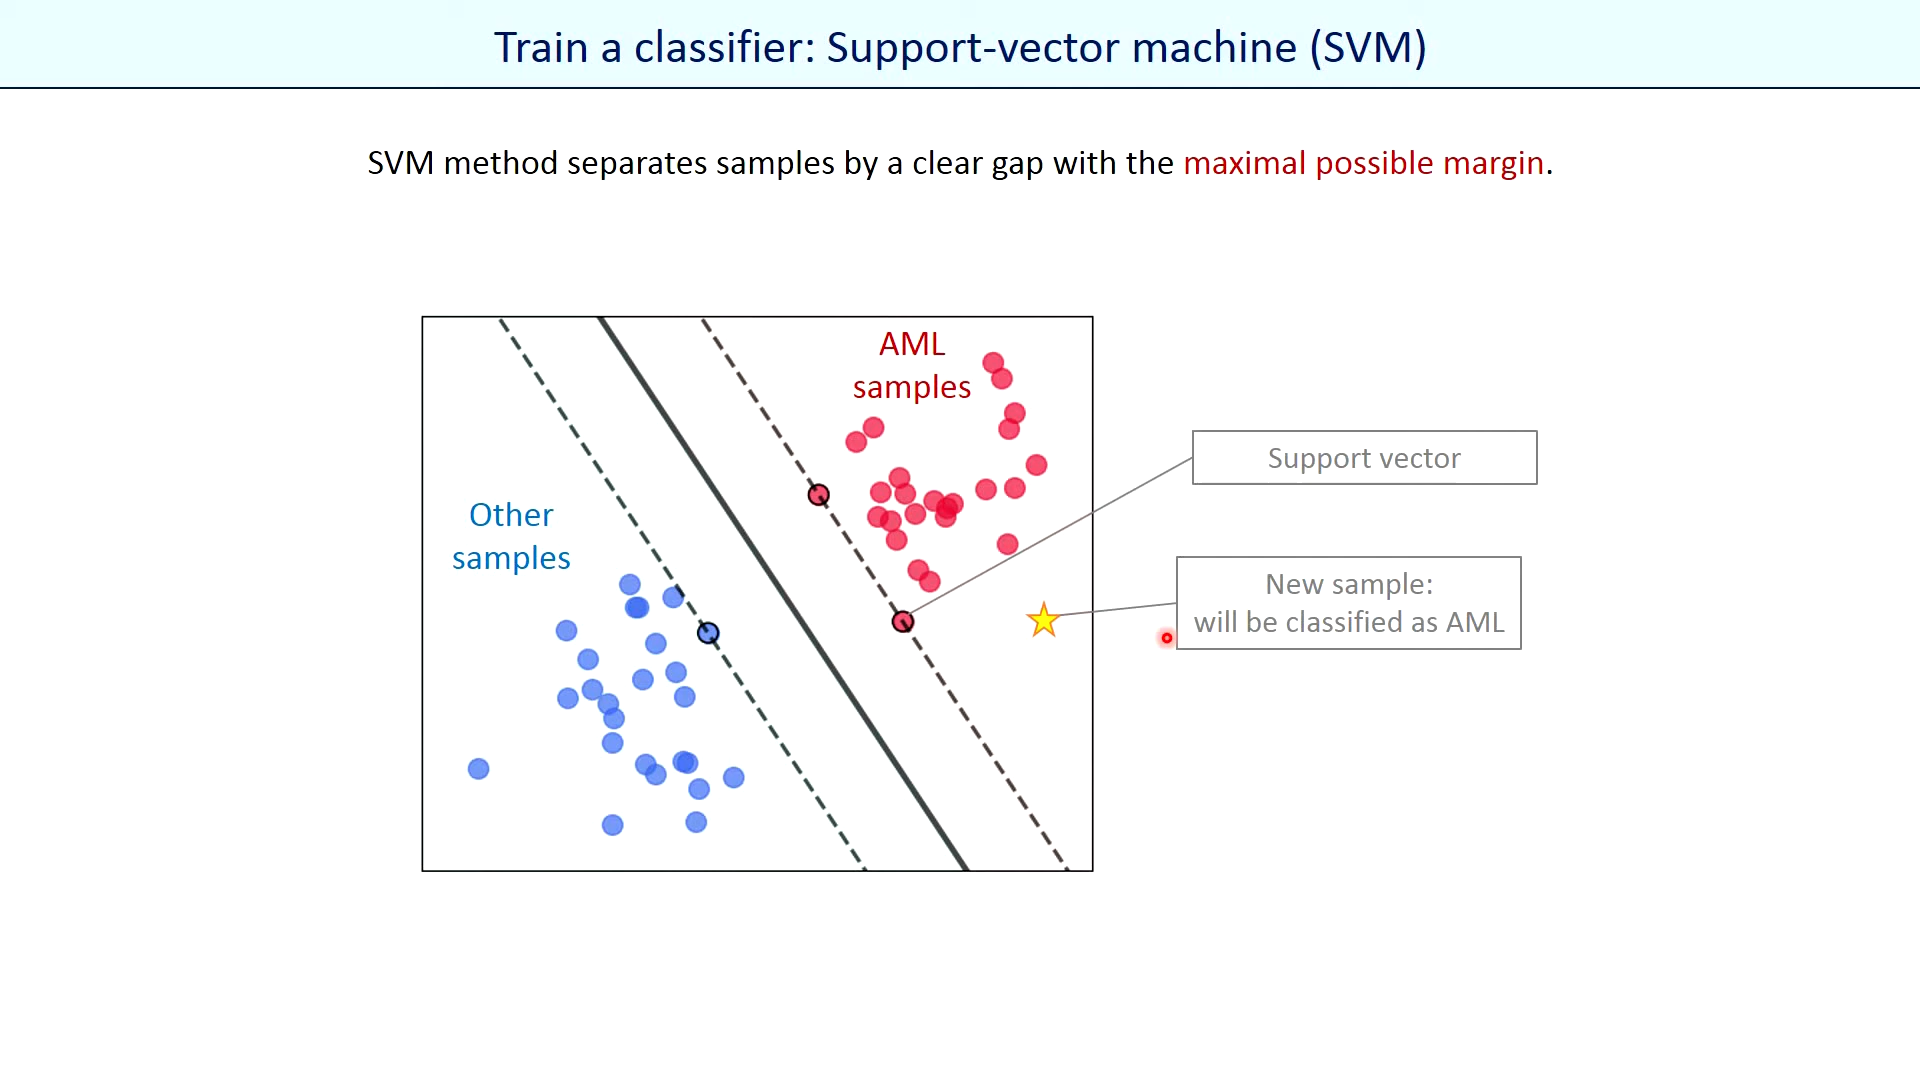 Train a classifier: Support-vector machine (SVM)
SVM method separates samples by a clear gap with the maximal possible margin.
AML
samples
Other
samples
Support vector
New sample:
will be classified as AML